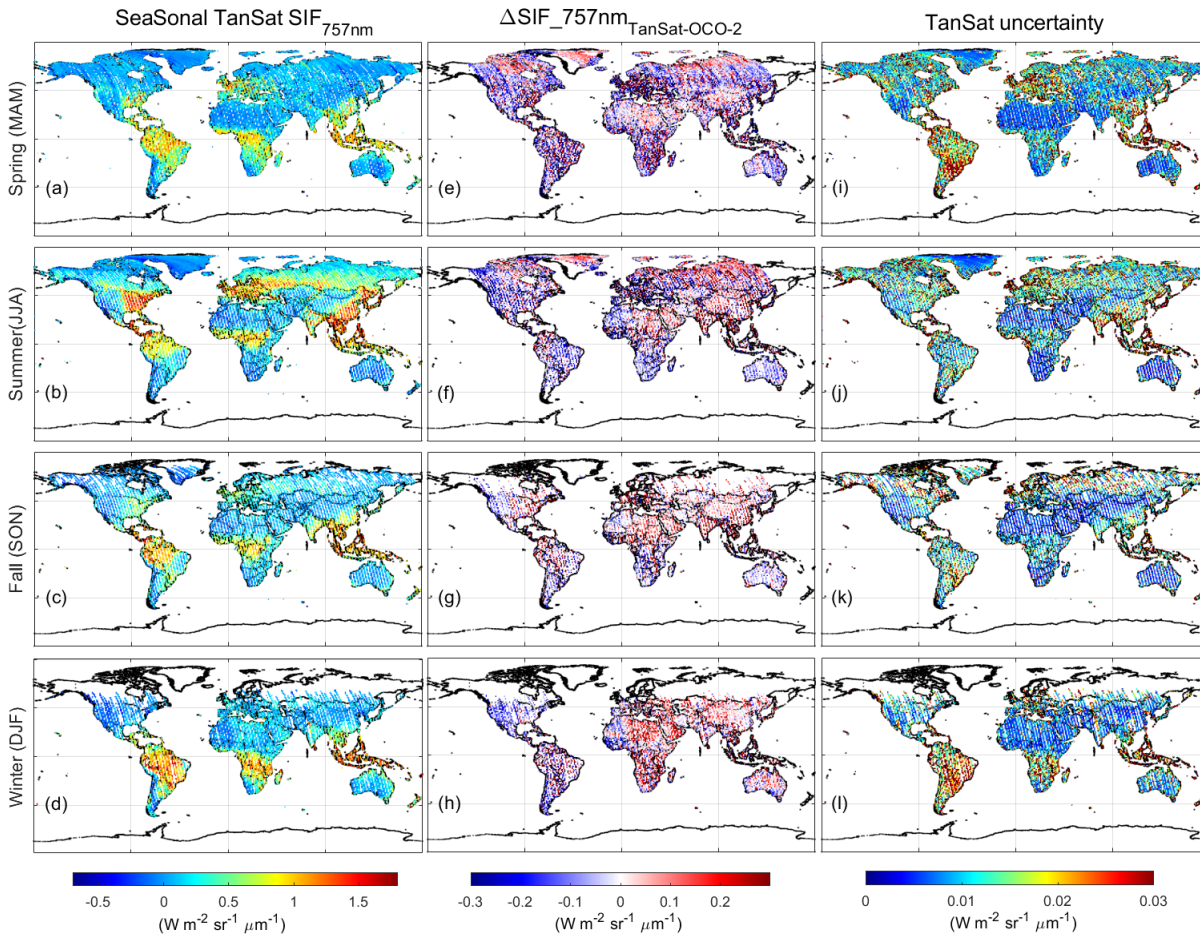 SeaSonal TanSat SIF757nm
ΔSIF_757nmTanSat-OCO-2
TanSat uncertainty
Spring (MAM)
(a)
(e)
(i)
Summer(JJA)
(b)
(f)
(j)
Fall (SON)
(c)
(g)
(k)
Winter (DJF)
(d)
(h)
(l)
-0.5 0 0.5 1 1.5
-0.3 -0.2 -0.1 0 0.1 0.2
0 0.01 0.02 0.03
(W m-2 sr-1 μm-1)
(W m-2 sr-1 μm-1)
(W m-2 sr-1 μm-1)